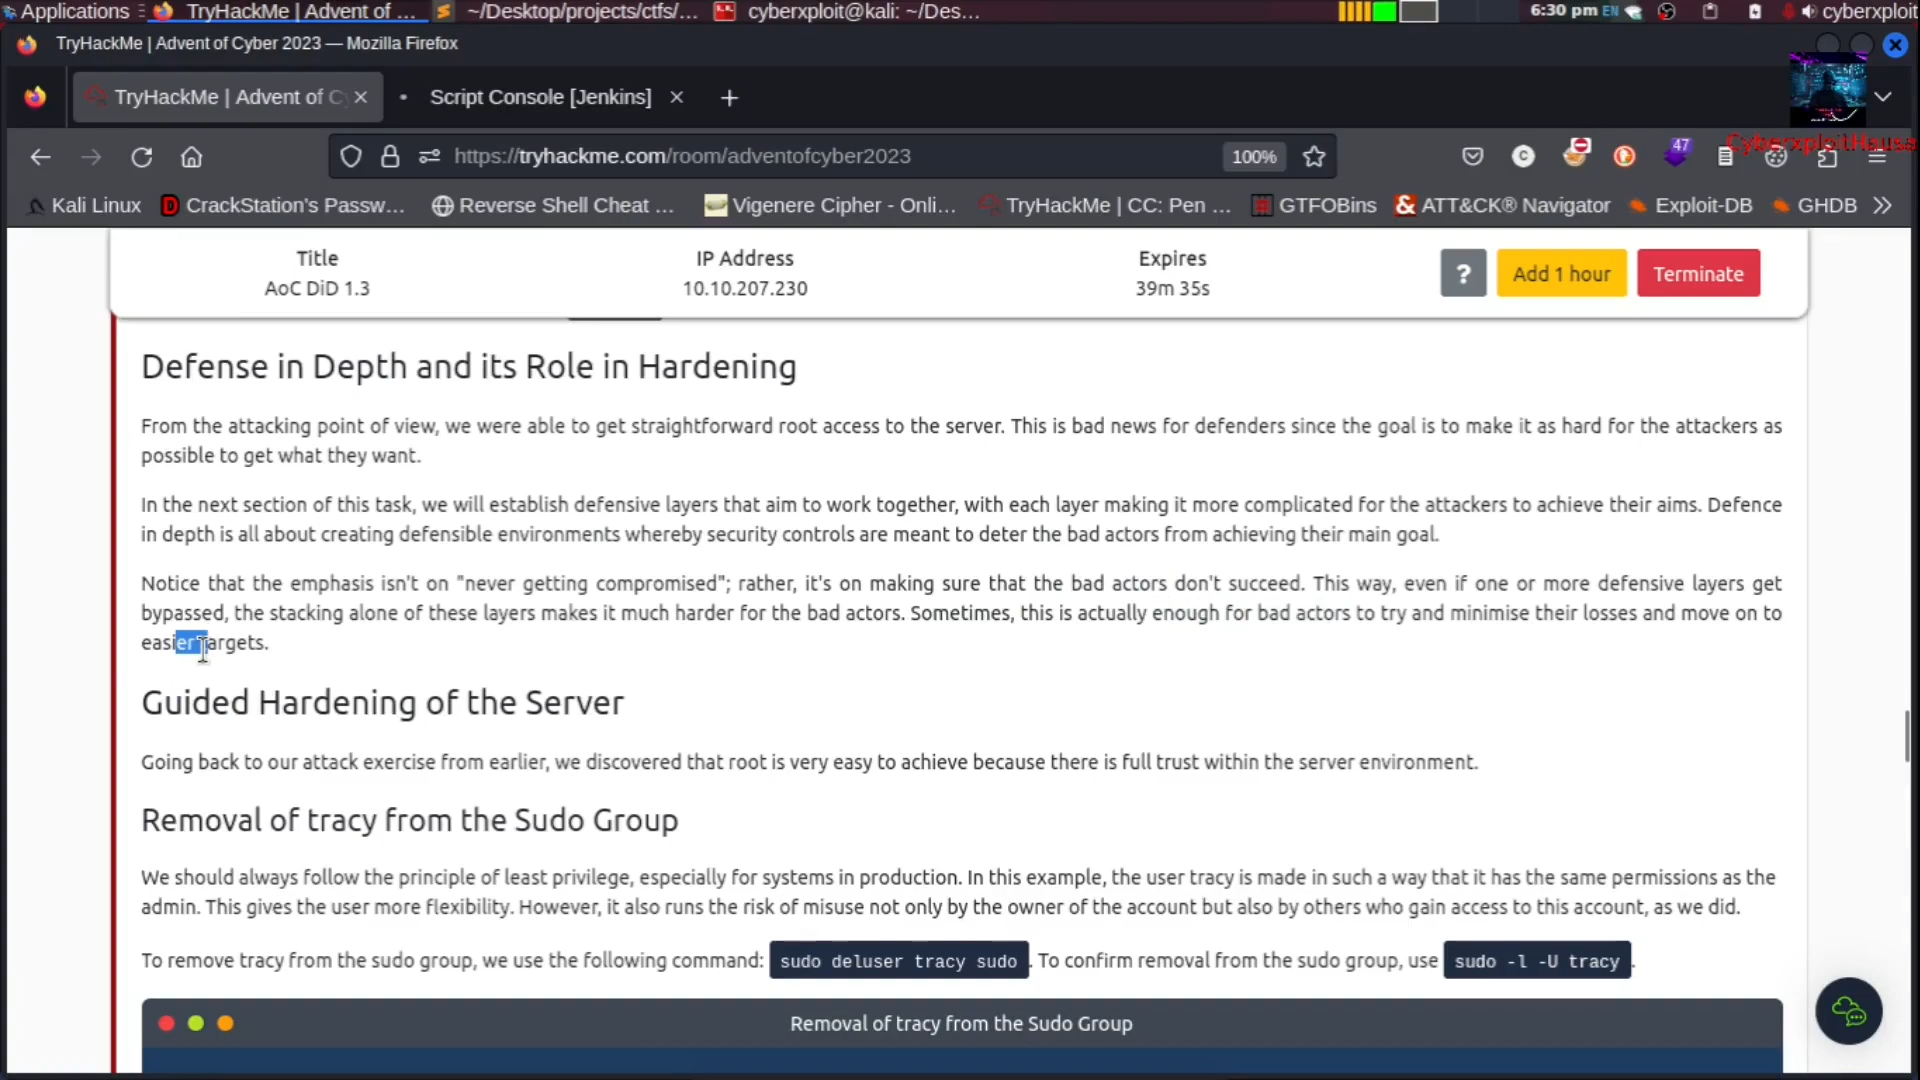 Applications
TryHackMe | Advent of ...
~/Desktop/projects/ctfs/...
cyberxploit@kali: ~/Des...
6:30 pm EN
cyberxploit
TryHackMe | Advent of Cyber 2023 — Mozilla Firefox
TryHackMe | Advent of C
Script Console [Jenkins]
https://tryhackme.com/room/adventofcyber2023
100%
47
CyberxploitHausa
Kali Linux
CrackStation's Passw...
Reverse Shell Cheat ...
Vigenere Cipher - Onli...
TryHackMe | CC: Pen ...
GTFOBins
ATT&CK® Navigator
Exploit-DB
GHDB
Title
IP Address
Expires
AoC DiD 1.3
10.10.207.230
39m 35s
?
Add 1 hour
Terminate
Defense in Depth and its Role in Hardening
From the attacking point of view, we were able to get straightforward root access to the server. This is bad news for defenders since the goal is to make it as hard for the attackers as
possible to get what they want.
In the next section of this task, we will establish defensive layers that aim to work together, with each layer making it more complicated for the attackers to achieve their aims. Defence
in depth is all about creating defensible environments whereby security controls are meant to deter the bad actors from achieving their main goal.
Notice that the emphasis isn't on "never getting compromised"; rather, it's on making sure that the bad actors don't succeed. This way, even if one or more defensive layers get
bypassed, the stacking alone of these layers makes it much harder for the bad actors. Sometimes, this is actually enough for bad actors to try and minimise their losses and move on to
easier targets.
Guided Hardening of the Server
Going back to our attack exercise from earlier, we discovered that root is very easy to achieve because there is full trust within the server environment.
Removal of tracy from the Sudo Group
We should always follow the principle of least privilege, especially for systems in production. In this example, the user tracy is made in such a way that it has the same permissions as the
admin. This gives the user more flexibility. However, it also runs the risk of misuse not only by the owner of the account but also by others who gain access to this account, as we did.
To remove tracy from the sudo group, we use the following command: sudo deluser tracy sudo . To confirm removal from the sudo group, use sudo -l -U tracy .
Removal of tracy from the Sudo Group